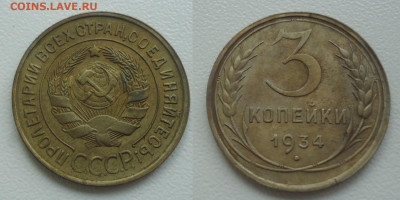 COINS.LAVE.RU
ПРОЛЕТАРИИ ВСЕХ СТРАН, СОЕДИНЯЙТЕСЬ!
СССР
3
КОПЕЙКИ
1934